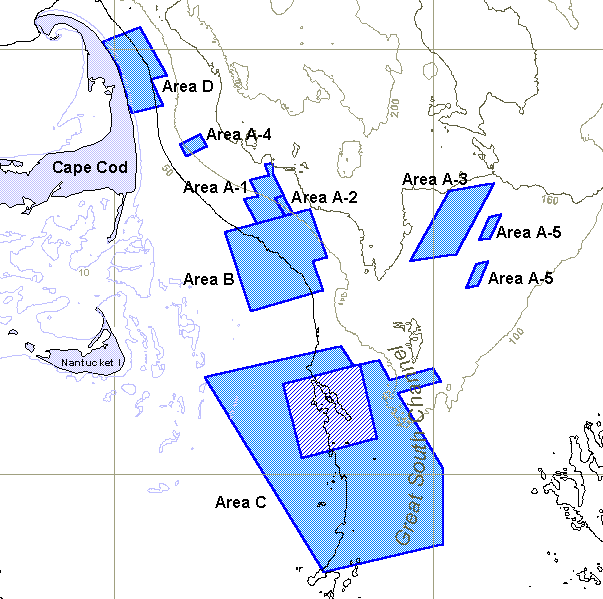 Area D
200
Area A-4
Cape Cod
50
Area A-1
Area A-3
Area A-2
160
Area A-5
Area B
10
Area A-5
100
Nantucket I
Great South Channel
Area C